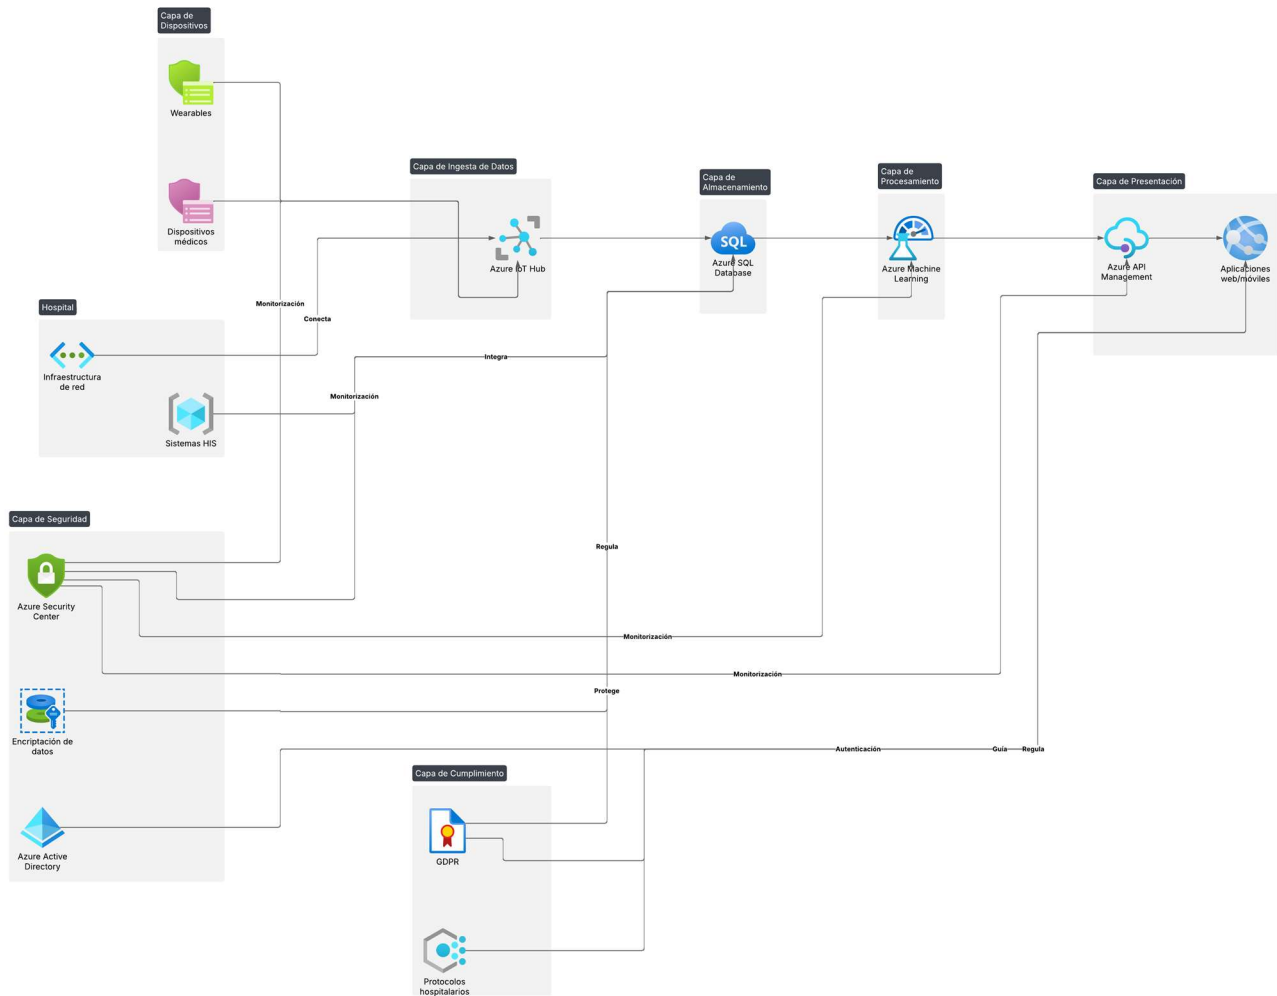 Capa de
Dispositivos
Wearables
Dispositivos
médicos
Capa de Ingesta de Datos
Azure IoT Hub
Capa de
Almacenamiento
SQL
Azure SQL
Database
Capa de
Procesamiento
Azure Machine
Learning
Capa de Presentación
Azure API
Management
Aplicaciones
web/móviles
Hospital
Infraestructura
de red
Sistemas HIS
Monitorización
Conecta
Integra
Monitorización
Capa de Seguridad
Azure Security
Center
Regula
Monitorización
Monitorización
Protege
Encriptación de
datos
Autenticación
Guía
Regula
Azure Active
Directory
Capa de Cumplimiento
GDPR
Protocolos
hospitalarios